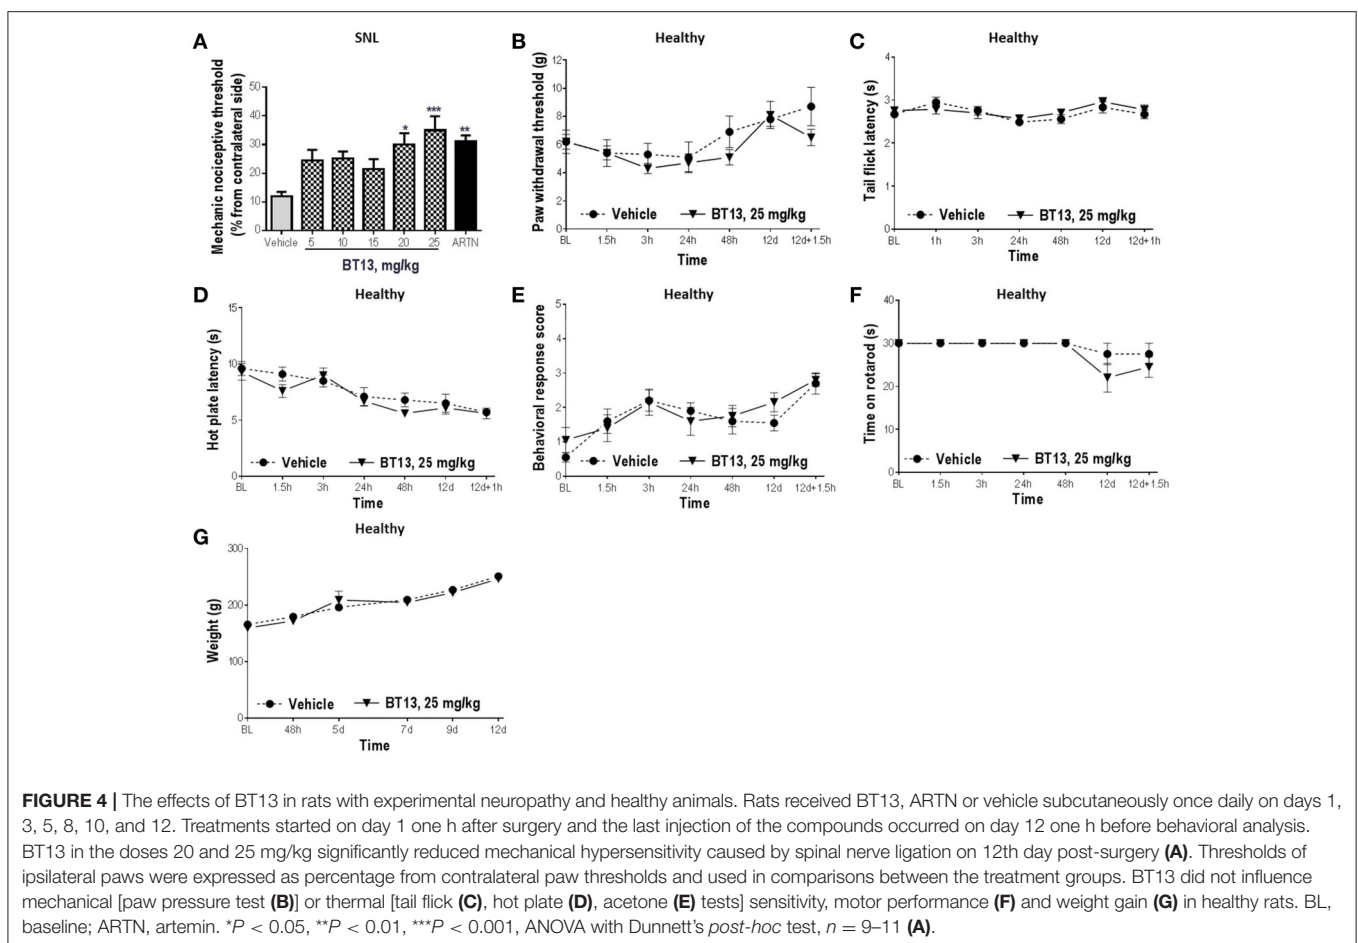 A
SNL
Mechanic nociceptive threshold
(% from contralateral side)
50
40
30
20
10
0
***
*
**
Vehicle 5 10 15 20 25 ARTN
BT13, mg/kg
B
Healthy
Paw withdrawal threshold (g)
12
10
8
6
4
2
0
Vehicle BT13, 25 mg/kg
BL 1.5h 3h 24h 48h 12d 12d+1.5h
Time
C
Healthy
Tail flick latency (s)
4
3
2
1
0
Vehicle BT13, 25 mg/kg
BL 1h 3h 24h 48h 12d 12d+1h
Time
D
Healthy
Hot plate latency (s)
15
10
5
0
Vehicle BT13, 25 mg/kg
BL 1.5h 3h 24h 48h 12d 12d+1h
Time
E
Healthy
Behavioral response score
5
4
3
2
1
0
Vehicle BT13, 25 mg/kg
BL 1.5h 3h 24h 48h 12d 12d+1.5h
Time
F
Healthy
Time on rotarod (s)
40
30
20
10
0
Vehicle BT13, 25 mg/kg
BL 1.5h 3h 24h 48h 12d 12d+1.5h
Time
G
Healthy
Weight (g)
300
200
100
0
Vehicle BT13, 25 mg/kg
BL 48h 5d 7d 9d 12d
Time
FIGURE 4 | The effects of BT13 in rats with experimental neuropathy and healthy animals. Rats received BT13, ARTN or vehicle subcutaneously once daily on days 1,
3, 5, 8, 10, and 12. Treatments started on day 1 one h after surgery and the last injection of the compounds occurred on day 12 one h before behavioral analysis.
BT13 in the doses 20 and 25 mg/kg significantly reduced mechanical hypersensitivity caused by spinal nerve ligation on 12th day post-surgery (A). Thresholds of
ipsilateral paws were expressed as percentage from contralateral paw thresholds and used in comparisons between the treatment groups. BT13 did not influence
mechanical [paw pressure test (B)] or thermal [tail flick (C), hot plate (D), acetone (E) tests] sensitivity, motor performance (F) and weight gain (G) in healthy rats. BL,
baseline; ARTN, artemin. *P < 0.05, **P < 0.01, ***P < 0.001, ANOVA with Dunnett's post-hoc test, n = 9–11 (A).